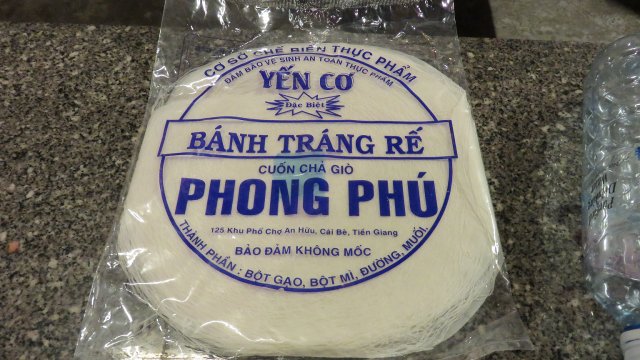 CƠ SỞ CHẾ BIẾN THỰC PHẨM
ĐẢM BẢO VỆ SINH AN TOÀN THỰC PHẨM
YẾN CƠ
Đặc Biệt
BÁNH TRÁNG RẾ
CUỐN CHẢ GIÒ
PHONG PHÚ
125 Khu Phố Chợ An Hữu, Cái Bè, Tiền Giang
BẢO ĐẢM KHÔNG MỐC
THÀNH PHẦN : BỘT GẠO, BỘT MÌ, ĐƯỜNG, MUỐI.